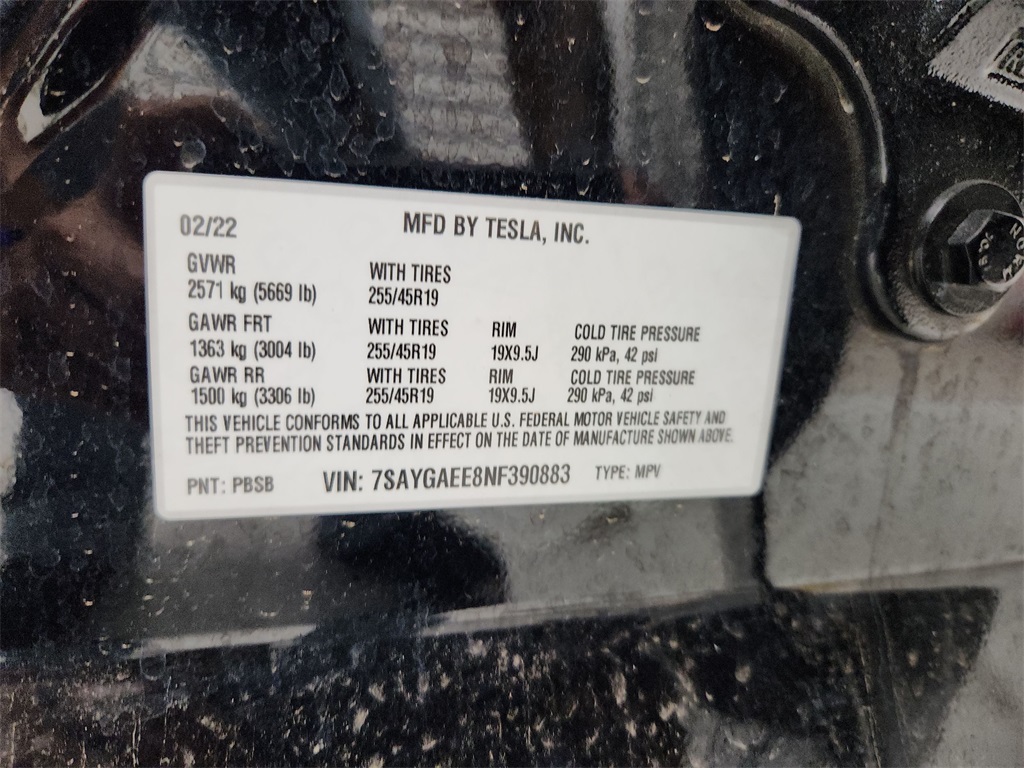 02/22 MFD BY TESLA, INC.
GVWR WITH TIRES
2571 kg (5669 lb) 255/45R19
GAWR FRT WITH TIRES RIM COLD TIRE PRESSURE
1363 kg (3004 lb) 255/45R19 19X9.5J 290 kPa, 42 psi
GAWR RR WITH TIRES RIM COLD TIRE PRESSURE
1500 kg (3306 lb) 255/45R19 19X9.5J 290 kPa, 42 psi
THIS VEHICLE CONFORMS TO ALL APPLICABLE U.S. FEDERAL MOTOR VEHICLE SAFETY AND
THEFT PREVENTION STANDARDS IN EFFECT ON THE DATE OF MANUFACTURE SHOWN ABOVE.
PNT: PBSB VIN: 7SAYGAEE8NF390883 TYPE: MPV